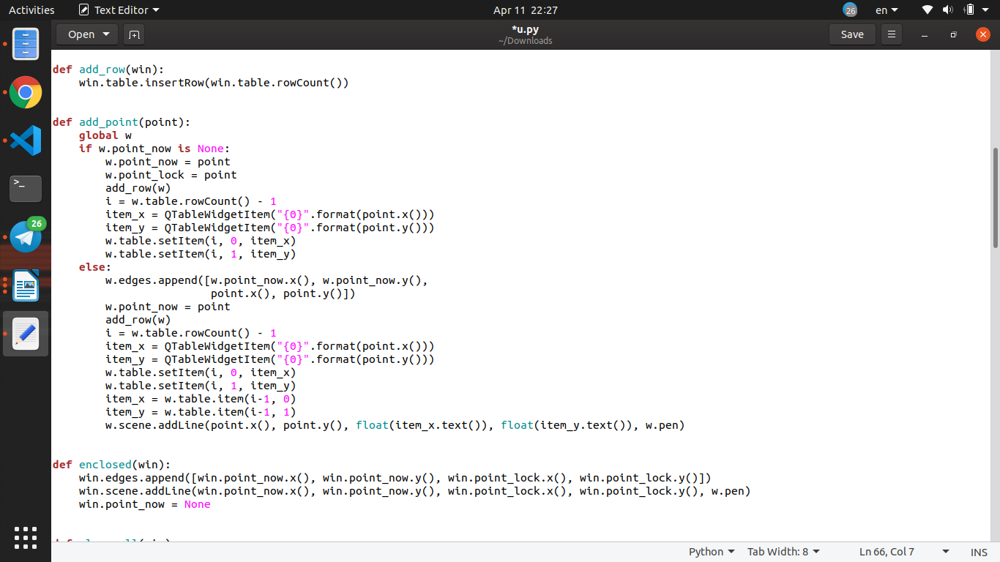 Activities Text Editor Apr 11 22:27 26 en
Open *u.py Save
~/Downloads
def add_row(win):
    win.table.insertRow(win.table.rowCount())
def add_point(point):
    global w
    if w.point_now is None:
        w.point_now = point
        w.point_lock = point
        add_row(w)
        i = w.table.rowCount() - 1
        item_x = QTableWidgetItem("{0}".format(point.x()))
        item_y = QTableWidgetItem("{0}".format(point.y()))
        w.table.setItem(i, 0, item_x)
        w.table.setItem(i, 1, item_y)
    else:
        w.edges.append([w.point_now.x(), w.point_now.y(),
                        point.x(), point.y()])
        w.point_now = point
        add_row(w)
        i = w.table.rowCount() - 1
        item_x = QTableWidgetItem("{0}".format(point.x()))
        item_y = QTableWidgetItem("{0}".format(point.y()))
        w.table.setItem(i, 0, item_x)
        w.table.setItem(i, 1, item_y)
        item_x = w.table.item(i-1, 0)
        item_y = w.table.item(i-1, 1)
        w.scene.addLine(point.x(), point.y(), float(item_x.text()), float(item_y.text()), w.pen)
def enclosed(win):
    win.edges.append([win.point_now.x(), win.point_now.y(), win.point_lock.x(), win.point_lock.y()])
    win.scene.addLine(win.point_now.x(), win.point_now.y(), win.point_lock.x(), win.point_lock.y(), w.pen)
    win.point_now = None
>_
26
Python Tab Width: 8 Ln 66, Col 7 INS